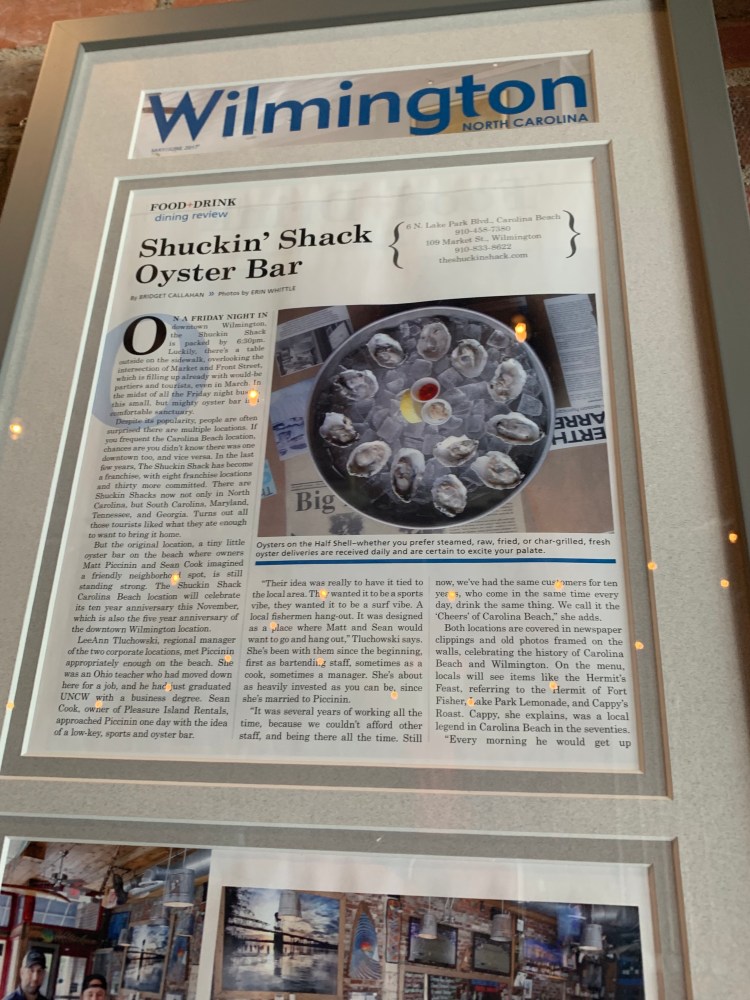 Wilmington
NORTH CAROLINA
MAY/JUNE 2017
FOOD+DRINK
dining review
Shuckin' Shack
Oyster Bar
6 N. Lake Park Blvd., Carolina Beach
910-458-7380
109 Market St., Wilmington
910-833-8622
theshuckinshack.com
By BRIDGET CALLAHAN Photos by ERIN WHITTLE
ON A FRIDAY NIGHT IN
downtown Wilmington,
the Shuckin Shack
is packed by 6:30pm.
Luckily, there's a table
outside on the sidewalk, overlooking the
intersection of Market and Front Street,
which is filling up already with would-be
partiers and tourists, even in March. In
the midst of all the Friday night
this small, but mighty oyster bar is a
comfortable sanctuary.
Despite its popularity, people are often
surprised there are multiple locations. If
you frequent the Carolina Beach location,
chances are you didn't know there was one
downtown too, and vice versa. In the last
few years, The Shuckin Shack has become
a franchise, with eight franchise locations
and thirty more committed. There are
Shuckin Shacks now not only in North
Carolina, but South Carolina, Maryland,
Tennessee, and Georgia. Turns out all
those tourists liked what they ate enough
to want to bring it home.
But the original location, a tiny little
oyster bar on the beach where owners
Matt Piccinin and Sean Cook imagined
a friendly neighborhood spot, is still
standing strong. The Shuckin Shack
Carolina Beach location will celebrate
its ten year anniversary this November,
which is also the five year anniversary of
the downtown Wilmington location.
LeeAnn Tluchowski, regional manager
of the two corporate locations, met Piccinin
appropriately enough on the beach. She
was an Ohio teacher who had moved down
here for a job, and he had just graduated
UNCW with a business degree. Sean
Cook, owner of Pleasure Island Rentals,
approached Piccinin one day with the idea
of a low-key, sports and oyster bar.
Big
ERTH
ARRE
Oysters on the Half Shell—whether you prefer steamed, raw, fried, or char-grilled, fresh
oyster deliveries are received daily and are certain to excite your palate.
"Their idea was really to have it tied to
the local area. They wanted it to be a sports
vibe, they wanted it to be a surf vibe. A
local fishermen hang-out. It was designed
as a place where Matt and Sean would
want to go and hang out," Tluchowski says.
She's been with them since the beginning,
first as bartending staff, sometimes as a
cook, sometimes a manager. She's about
as heavily invested as you can be, since
she's married to Piccinin.
"It was several years of working all the
time, because we couldn't afford other
staff, and being there all the time. Still
now, we've had the same customers for ten
years, who come in the same time every
day, drink the same thing. We call it the
'Cheers' of Carolina Beach," she adds.
Both locations are covered in newspaper
clippings and old photos framed on the
walls, celebrating the history of Carolina
Beach and Wilmington. On the menu,
locals will see items like the Hermit's
Feast, referring to the Hermit of Fort
Fisher, Lake Park Lemonade, and Cappy's
Roast. Cappy, she explains, was a local
legend in Carolina Beach in the seventies.
"Every morning he would get up